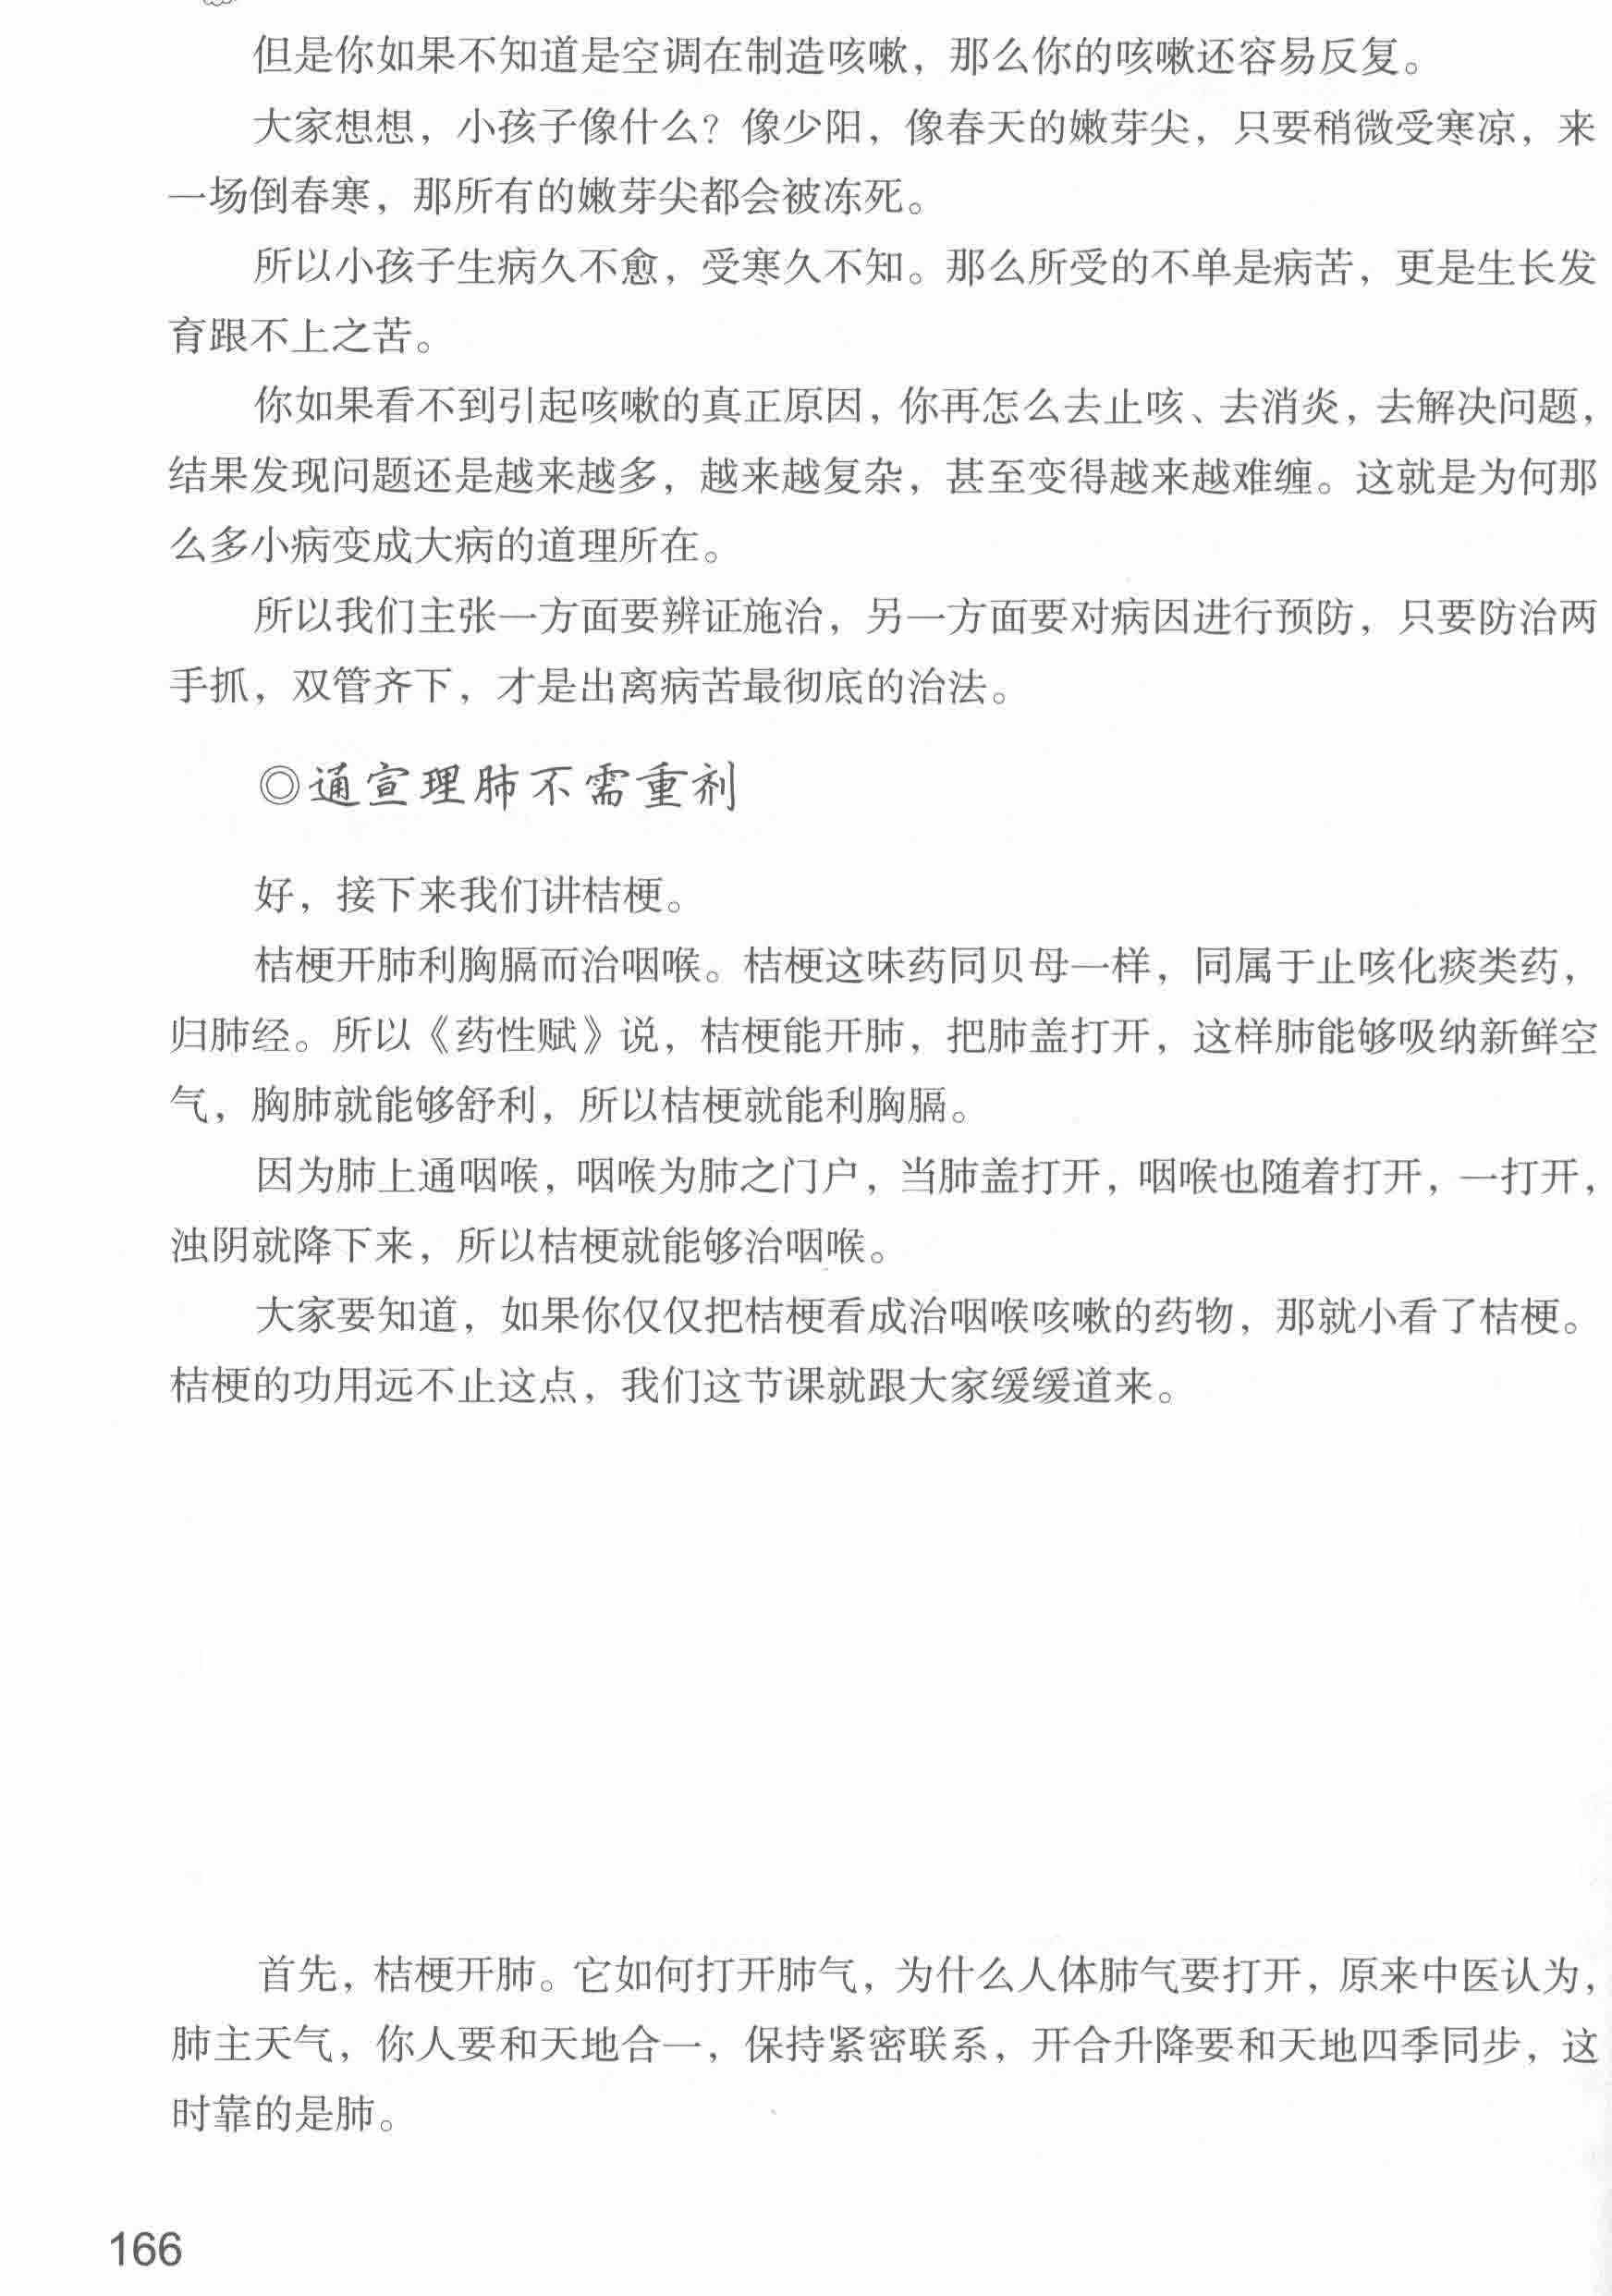 但是你如果不知道是空调在制造咳嗽，那么你的咳嗽还容易反复。
大家想想，小孩子像什么？像少阳，像春天的嫩芽尖，只要稍微受寒凉，来
一场倒春寒，那所有的嫩芽尖都会被冻死。
所以小孩子生病久不愈，受寒久不知。那么所受的不单是病苦，更是生长发
育跟不上之苦。
你如果看不到引起咳嗽的真正原因，你再怎么去止咳、去消炎，去解决问题，
结果发现问题还是越来越多，越来越复杂，甚至变得越来越难缠。这就是为何那
么多小病变成大病的道理所在。
所以我们主张一方面要辨证施治，另一方面要对病因进行预防，只要防治两
手抓，双管齐下，才是出离病苦最彻底的治法。
◎通宣理肺不需重剂
好，接下来我们讲桔梗。
桔梗开肺利胸膈而治咽喉。桔梗这味药同贝母一样，同属于止咳化痰类药，
归肺经。所以《药性赋》说，桔梗能开肺，把肺盖打开，这样肺能够吸纳新鲜空
气，胸肺就能够舒利，所以桔梗就能利胸膈。
因为肺上通咽喉，咽喉为肺之门户，当肺盖打开，咽喉也随着打开，一打开，
浊阴就降下来，所以桔梗就能够治咽喉。
大家要知道，如果你仅仅把桔梗看成治咽喉咳嗽的药物，那就小看了桔梗。
桔梗的功用远不止这点，我们这节课就跟大家缓缓道来。
首先，桔梗开肺。它如何打开肺气，为什么人体肺气要打开，原来中医认为，
肺主天气，你人要和天地合一，保持紧密联系，开合升降要和天地四季同步，这
时靠的是肺。
166